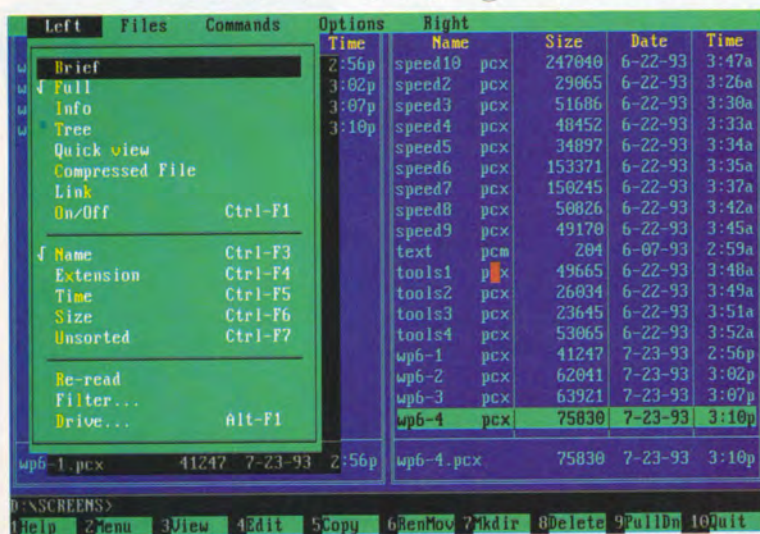 Left Files Commands Options Right
Brief
√ Full
Info
Tree
Quick view
Compressed File
Link
On/Off Ctrl-F1
√ Name Ctrl-F3
Extension Ctrl-F4
Time Ctrl-F5
Size Ctrl-F6
Unsorted Ctrl-F7
Re-read
Filter...
Drive... Alt-F1
Time
2:56p
3:02p
3:07p
3:10p
wp6-1.pcx 41247 7-23-93 2:56p
Name Size Date Time
speed10 pcx 247040 6-22-93 3:47a
speed2 pcx 29065 6-22-93 3:26a
speed3 pcx 51686 6-22-93 3:30a
speed4 pcx 48452 6-22-93 3:33a
speed5 pcx 34897 6-22-93 3:34a
speed6 pcx 153371 6-22-93 3:35a
speed7 pcx 150245 6-22-93 3:37a
speed8 pcx 50826 6-22-93 3:42a
speed9 pcx 49170 6-22-93 3:45a
text pcm 204 6-07-93 2:59a
tools1 p x 49665 6-22-93 3:48a
tools2 pcx 26034 6-22-93 3:49a
tools3 pcx 23645 6-22-93 3:51a
tools4 pcx 53065 6-22-93 3:52a
wp6-1 pcx 41247 7-23-93 2:56p
wp6-2 pcx 62041 7-23-93 3:02p
wp6-3 pcx 63921 7-23-93 3:07p
wp6-4 pcx 75830 7-23-93 3:10p
wp6-4.pcx 75830 7-23-93 3:10p
D:\SCREENS>
1Help 2Menu 3View 4Edit 5Copy 6RenMov 7Mkdir 8Delete 9PullDn 10Quit